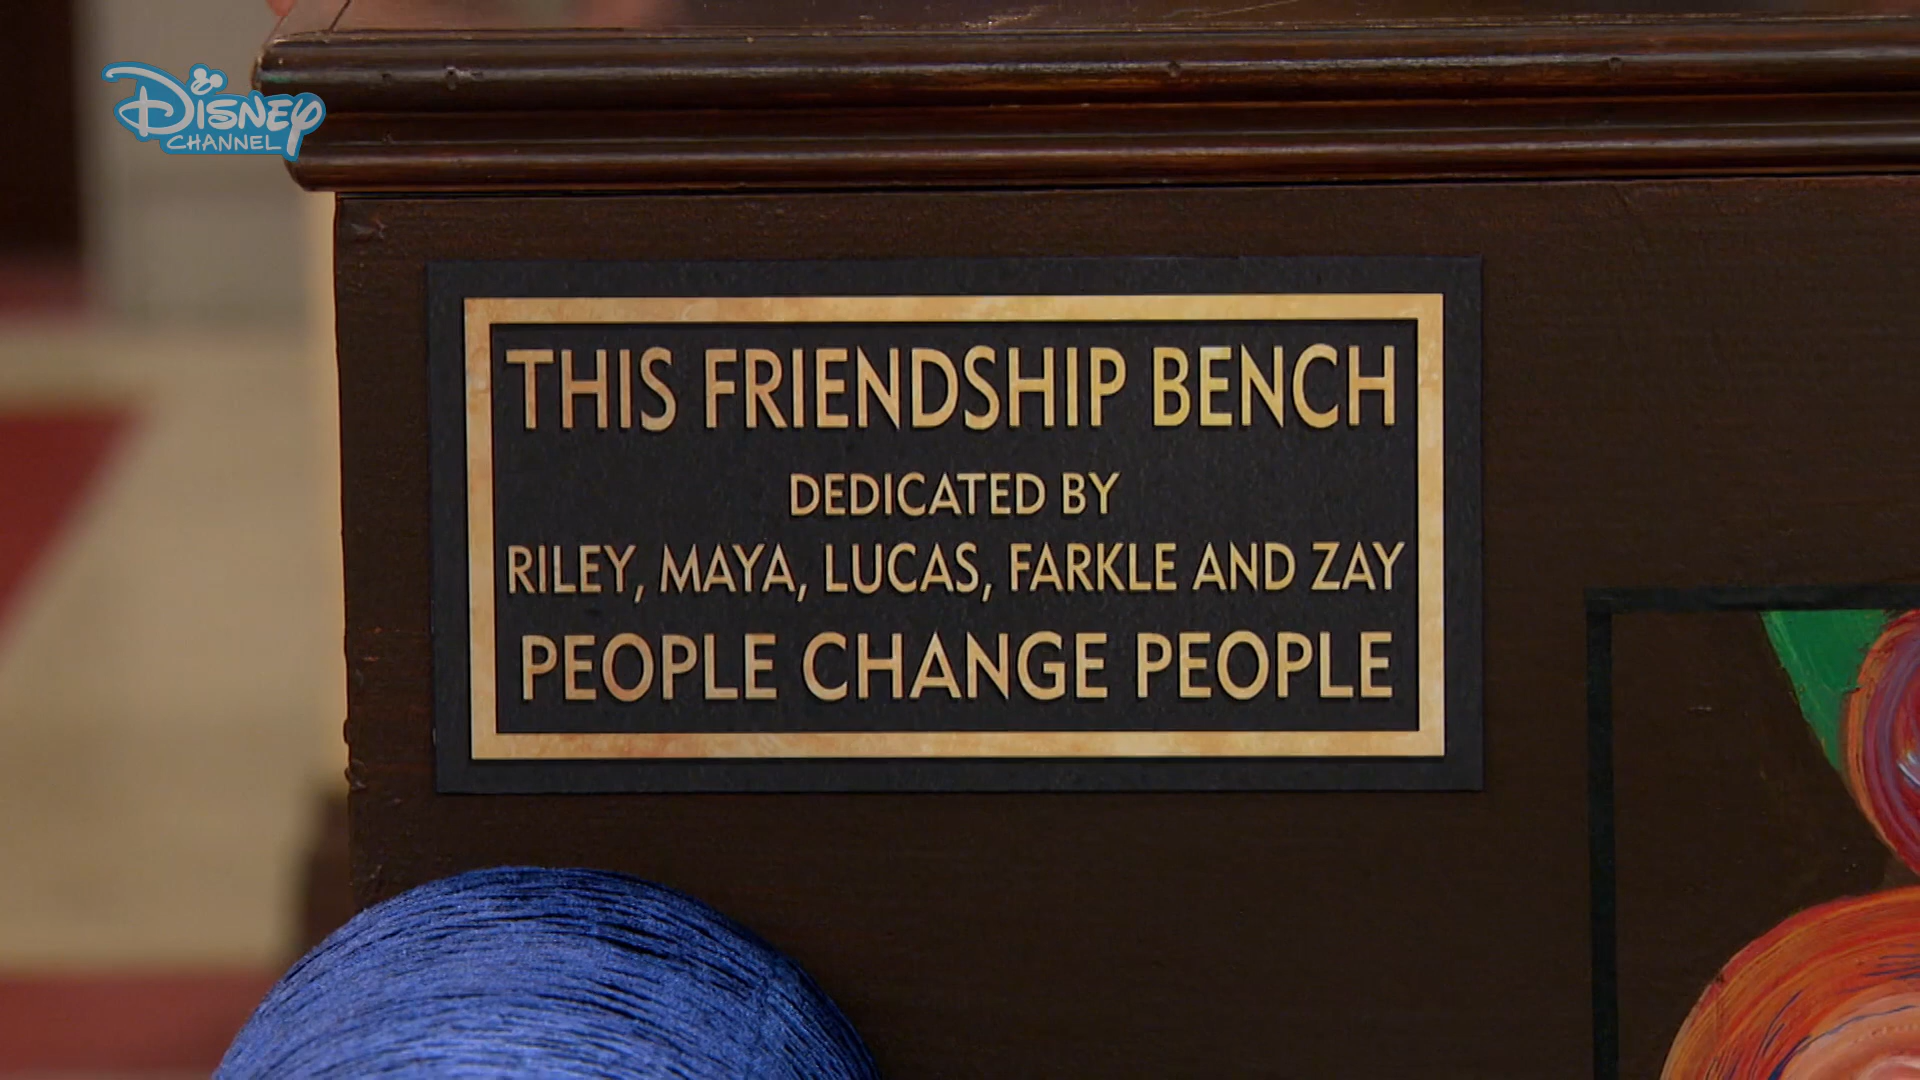 DISNEY
CHANNEL
THIS FRIENDSHIP BENCH
DEDICATED BY
RILEY, MAYA, LUCAS, FARKLE AND ZAY
PEOPLE CHANGE PEOPLE